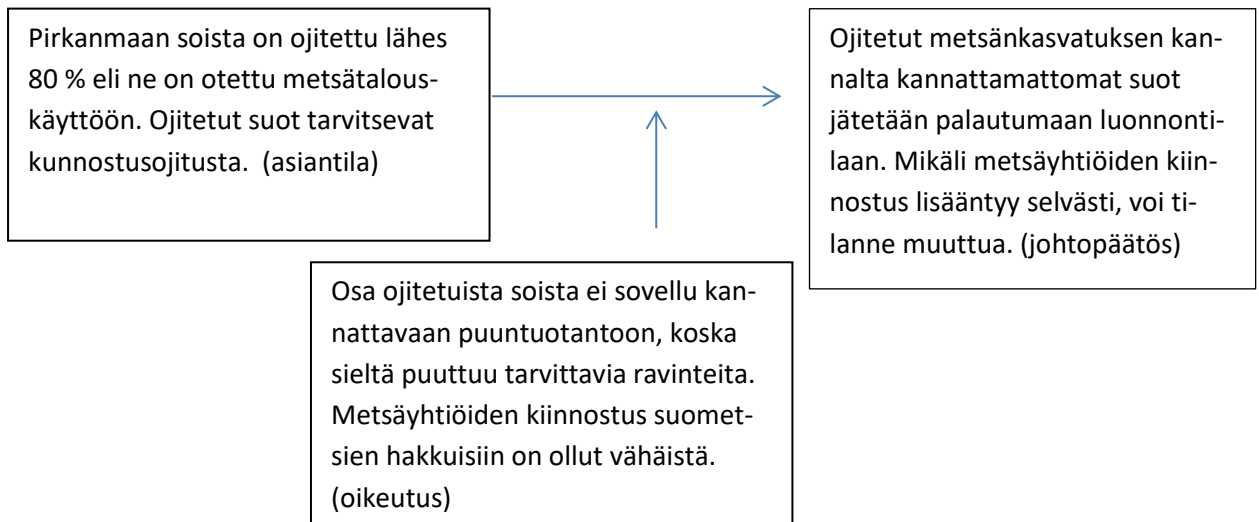 Pirkanmaan soista on ojitettu lähes
80 % eli ne on otettu metsätalous-
käyttöön. Ojitetut suot tarvitsevat
kunnostusojitusta. (asiantila)
Ojitetut metsänkasvatuksen kan-
nalta kannattamattomat suot
jätetään palautumaan luonnonti-
laan. Mikäli metsäyhtiöiden kiin-
nostus lisääntyy selvästi, voi ti-
lanne muuttua. (johtopäätös)
Osa ojitetuista soista ei sovellu kan-
nattavaan puuntuotantoon, koska
sieltä puuttuu tarvittavia ravinteita.
Metsäyhtiöiden kiinnostus suomet-
sien hakkuisiin on ollut vähäistä.
(oikeutus)